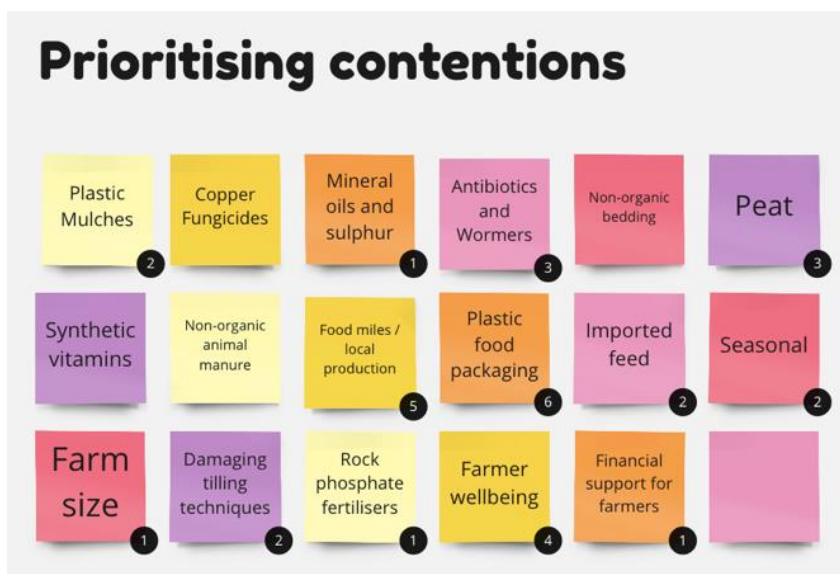 Prioritising contentions
Plastic
Mulches
2
Copper
Fungicides
Mineral
oils and
sulphur
1
Antibiotics
and
Wormers
3
Non-organic
bedding
Peat
3
Synthetic
vitamins
Non-organic
animal
manure
Food miles /
local
production
5
Plastic
food
packaging
6
Imported
feed
2
Seasonal
2
Farm
size
1
Damaging
tilling
techniques
2
Rock
phosphate
fertilisers
1
Farmer
wellbeing
4
Financial
support for
farmers
1